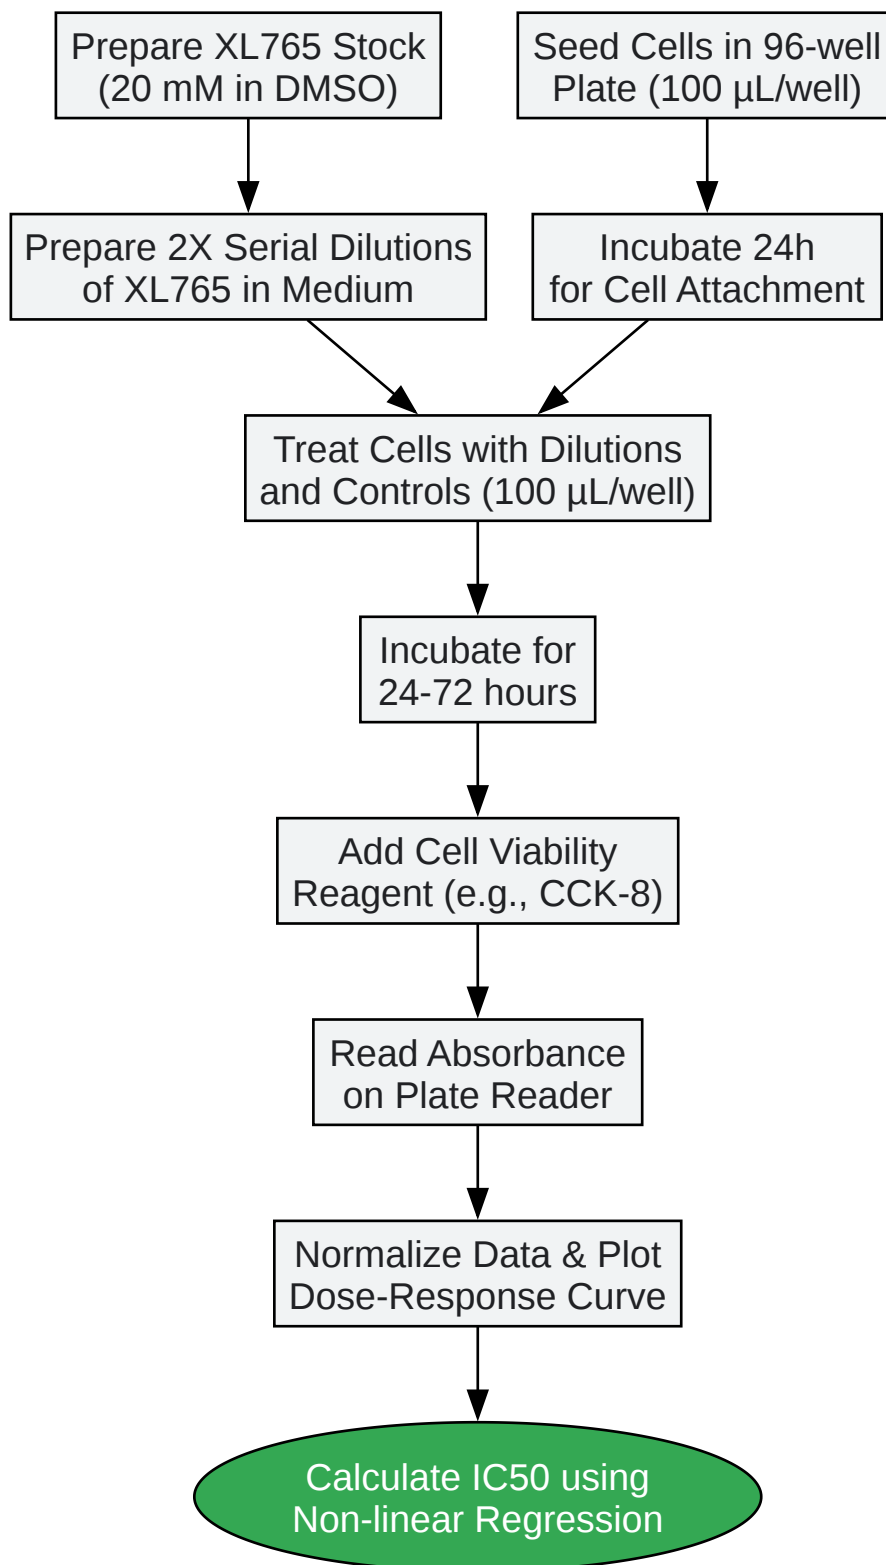 Prepare XL765 Stock
(20 mM in DMSO)
Seed Cells in 96-well
Plate (100 µL/well)
Prepare 2X Serial Dilutions
of XL765 in Medium
Incubate 24h
for Cell Attachment
Treat Cells with Dilutions
and Controls (100 µL/well)
Incubate for
24-72 hours
Add Cell Viability
Reagent (e.g., CCK-8)
Read Absorbance
on Plate Reader
Normalize Data & Plot
Dose-Response Curve
Calculate IC50 using
Non-linear Regression